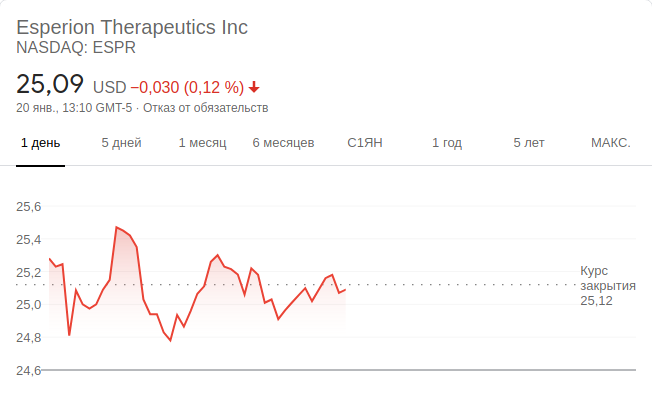 Esperion Therapeutics Inc
NASDAQ: ESPR
25,09 USD −0,030 (0,12 %)
20 янв., 13:10 GMT-5 · Отказ от обязательств
1 день 5 дней 1 месяц 6 месяцев С1ЯН 1 год 5 лет МАКС.
25,6
25,4
25,2
25,0
24,8
24,6
Курс
закрытия
25,12